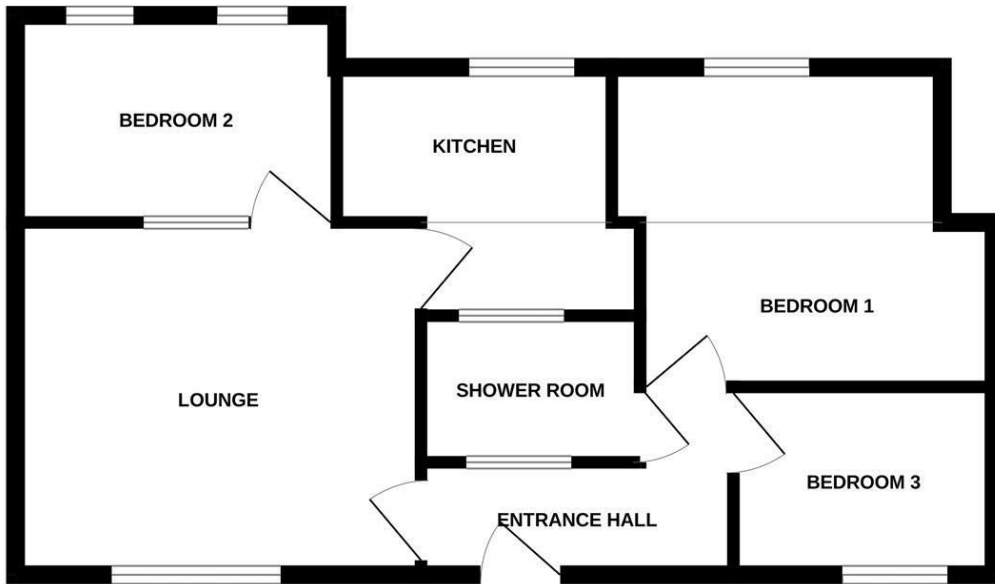 BEDROOM 2
KITCHEN
BEDROOM 1
LOUNGE
SHOWER ROOM
BEDROOM 3
ENTRANCE HALL